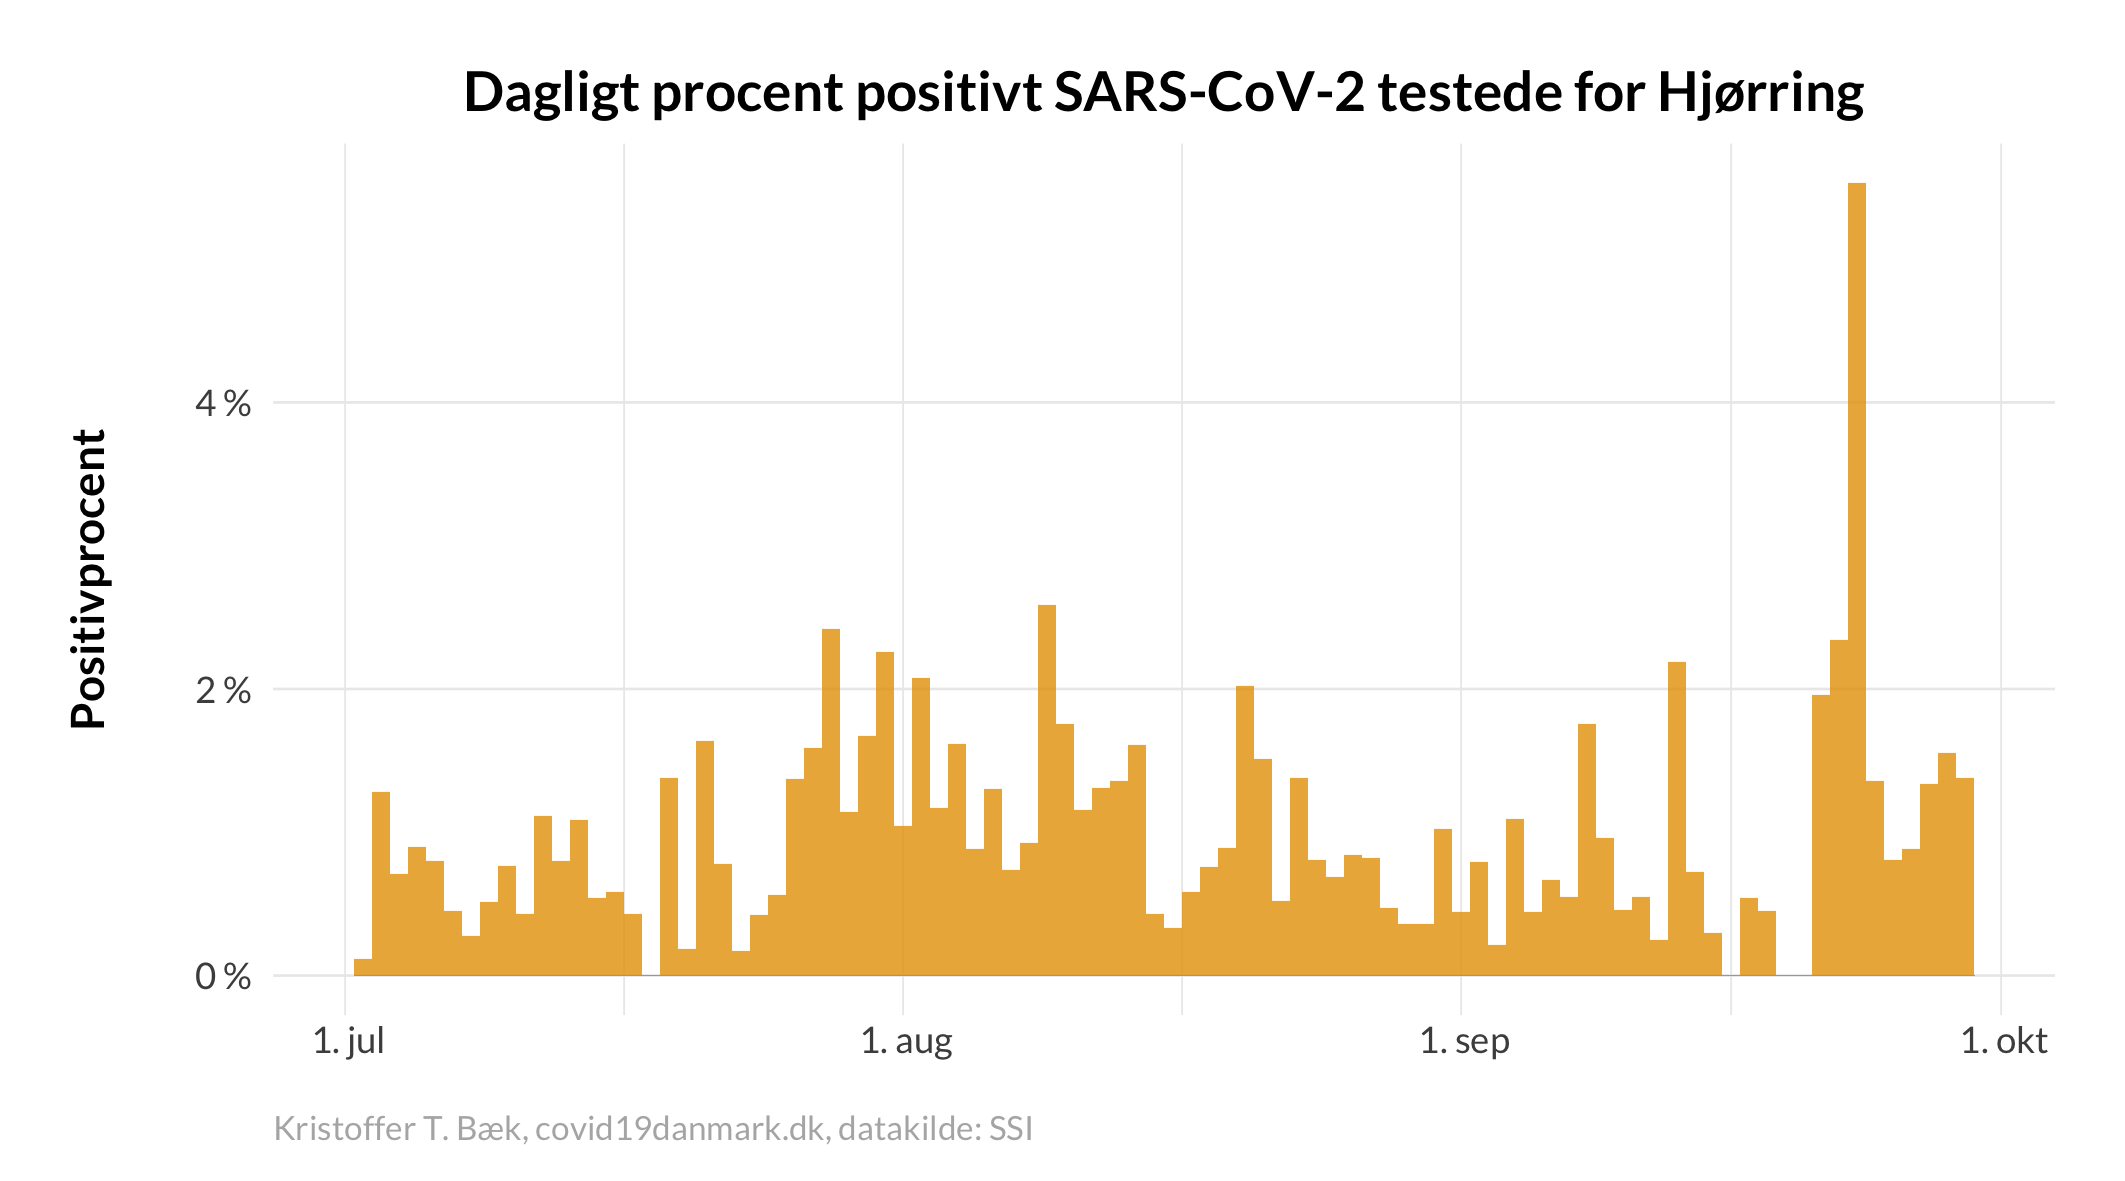 Dagligt procent positivt SARS-CoV-2 testede for Hjørring
Positivprocent
4 %
2 %
0 %
1. jul
1. aug
1. sep
1. okt
Kristoffer T. Bæk, covid19danmark.dk, datakilde: SSI